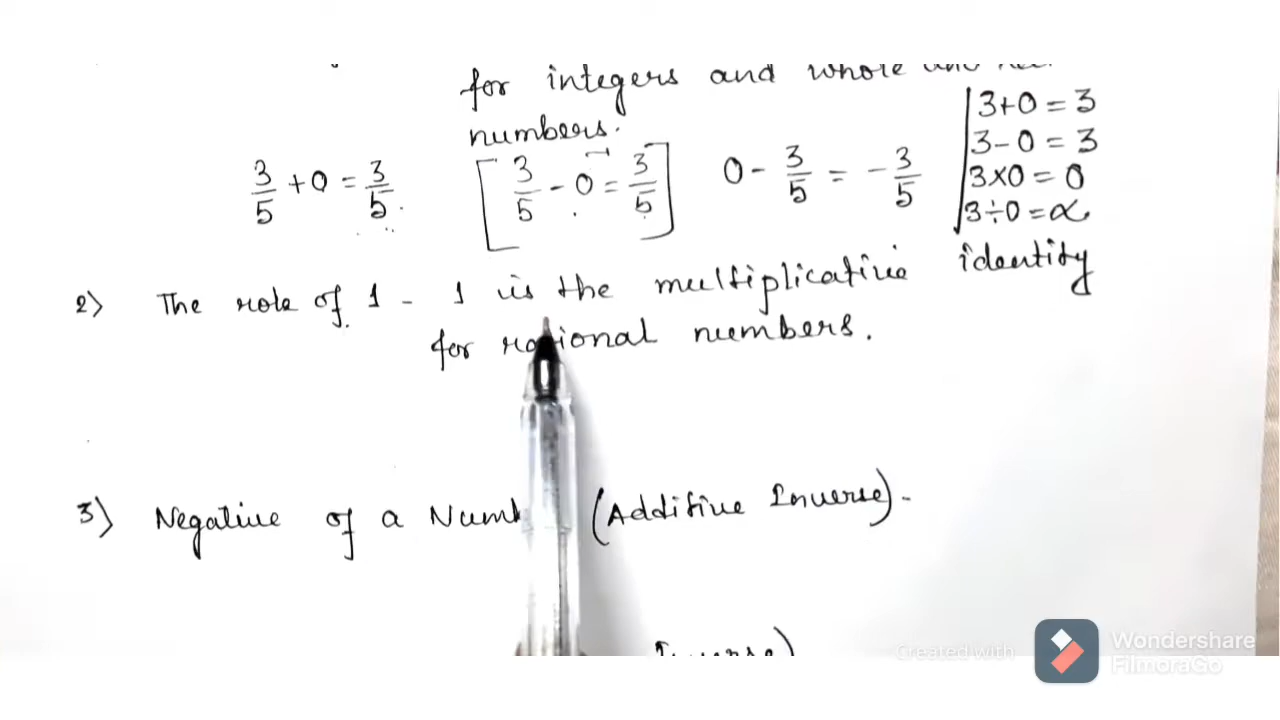 for integers and whole
numbers.
3/5 + 0 = 3/5 [3/5 - 0 = 3/5] 0 - 3/5 = - 3/5
3+0 = 3
3-0 = 3
3×0 = 0
3÷0 = ∝
2) The role of 1 - 1 is the multiplicative identity
for rational numbers.
3) Negative of a Numb (Additive Inverse) -
Inverse)
Created with
Wondershare
FilmoraGo